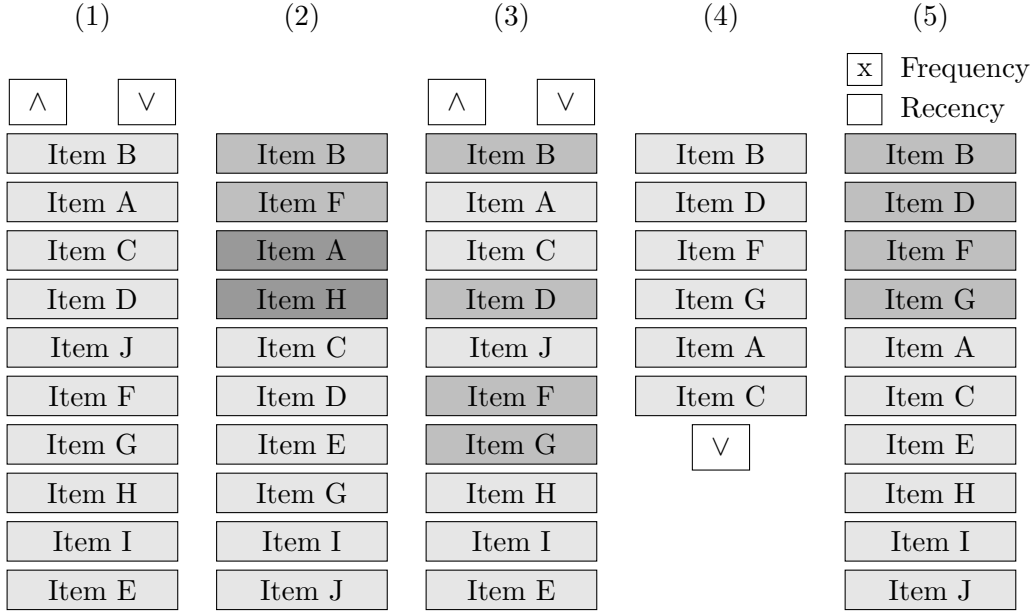 (1)
∧ ∨
Item B
Item A
Item C
Item D
Item J
Item F
Item G
Item H
Item I
Item E
(2)
Item B
Item F
Item A
Item H
Item C
Item D
Item E
Item G
Item I
Item J
(3)
∧ ∨
Item B
Item A
Item C
Item D
Item J
Item F
Item G
Item H
Item I
Item E
(4)
Item B
Item D
Item F
Item G
Item A
Item C
∨
(5)
x Frequency
Recency
Item B
Item D
Item F
Item G
Item A
Item C
Item E
Item H
Item I
Item J